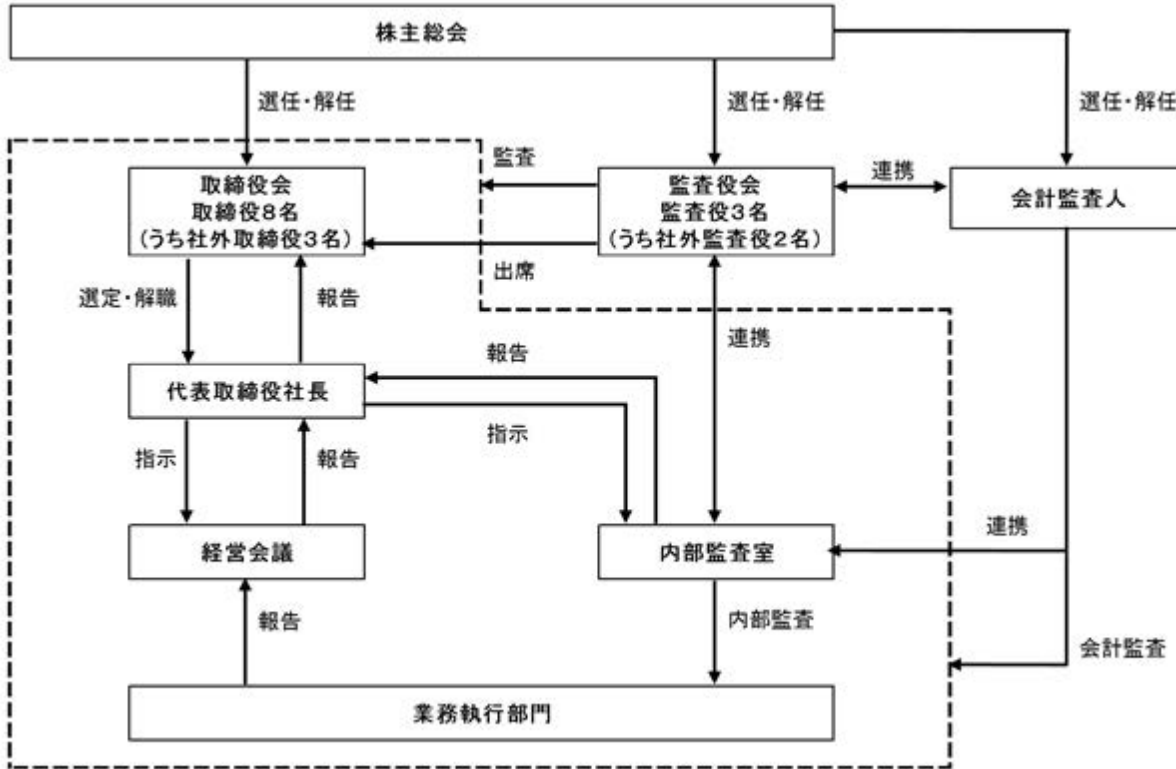 株主総会
選任・解任
選任・解任
選任・解任
取締役会
取締役8名
(うち社外取締役3名)
監査
監査役会
監査役3名
(うち社外監査役2名)
連携
会計監査人
出席
選定・解職
報告
連携
代表取締役社長
報告
指示
指示
報告
経営会議
内部監査室
連携
報告
内部監査
会計監査
業務執行部門